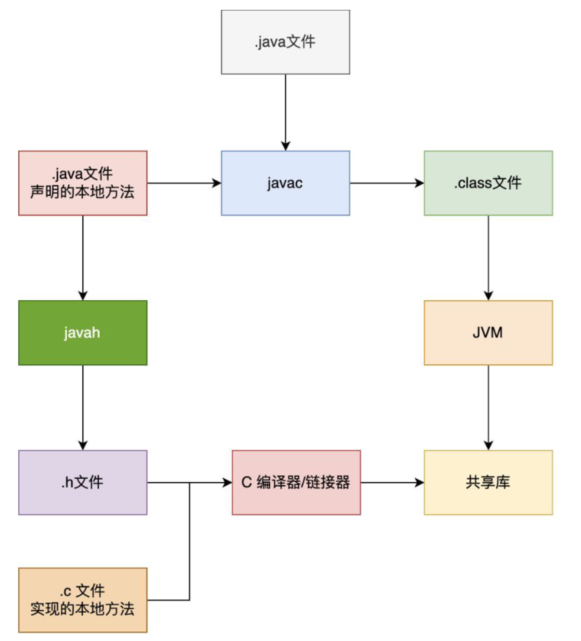 .java文件
.java文件
声明的本地方法
javac
.class文件
javah
JVM
.h文件
C 编译器/链接器
共享库
.c 文件
实现的本地方法